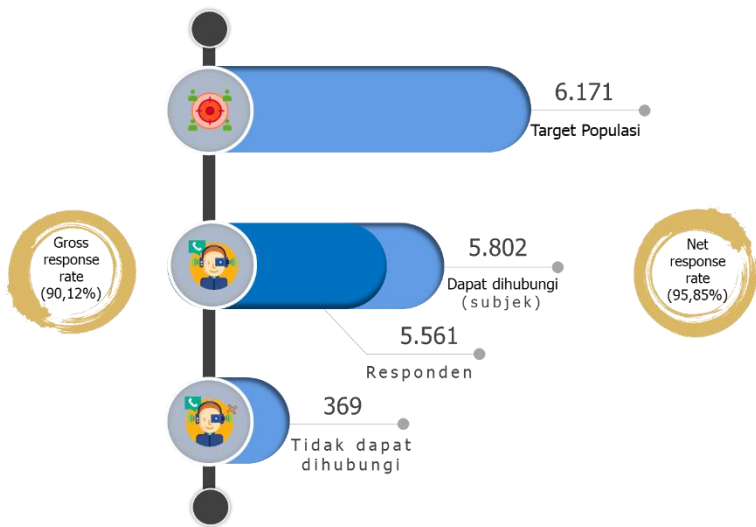 6.171
Target Populasi
Gross
response
rate
(90,12%)
5.802
Dapat dihubungi
(subjek)
Net
response
rate
(95,85%)
5.561
Responden
369
Tidak dapat
dihubungi